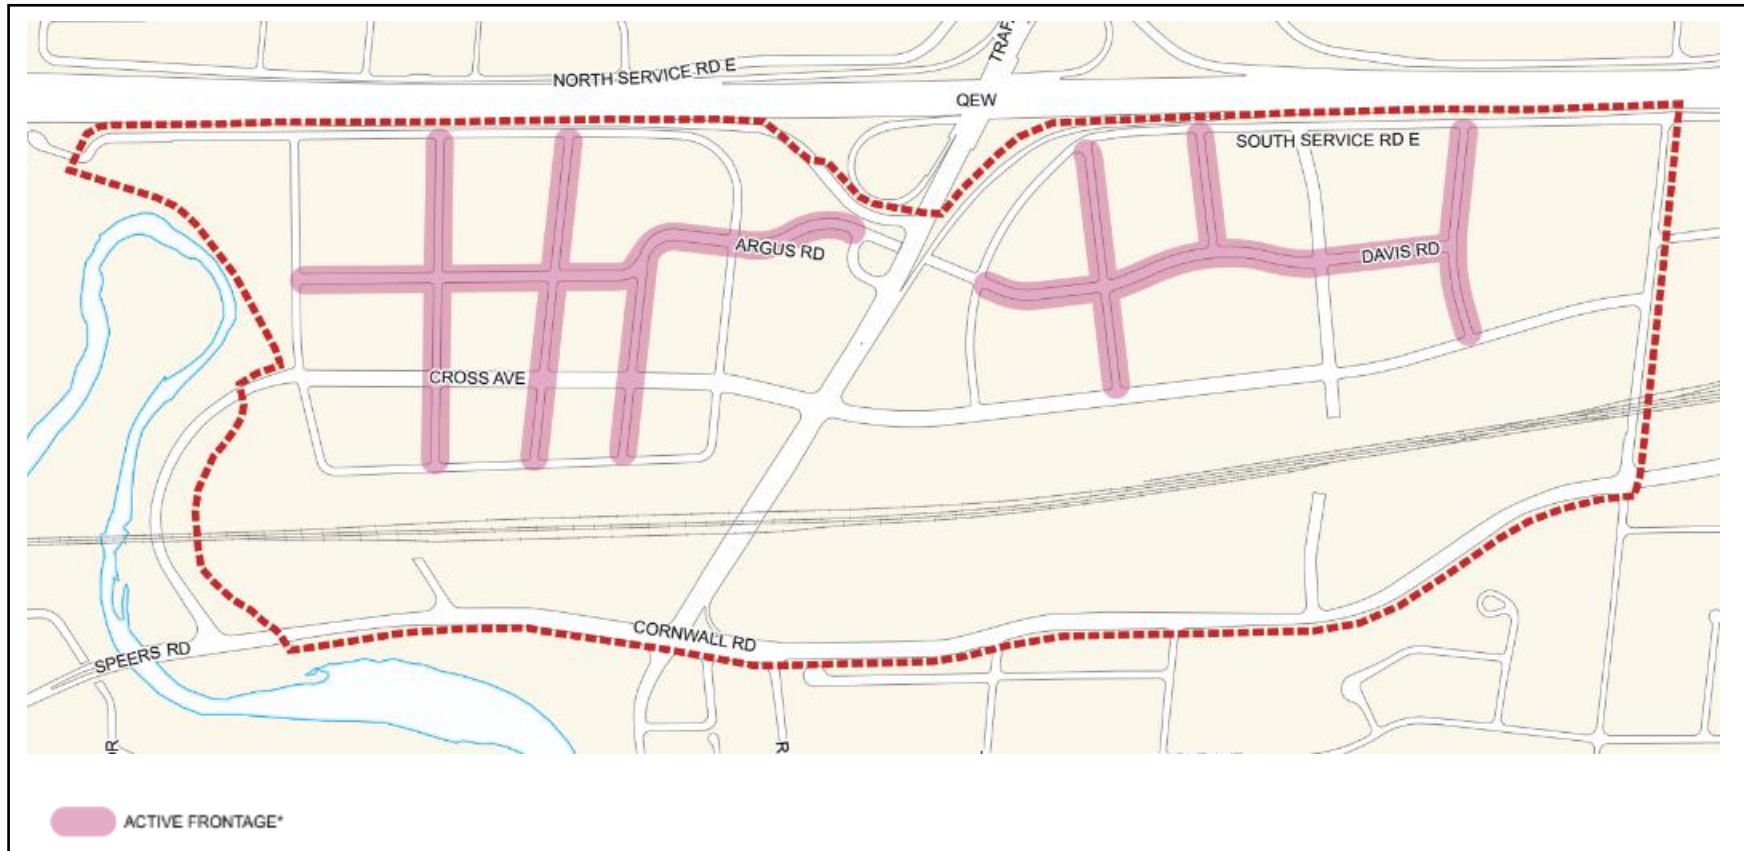 NORTH SERVICE RD E
TRAF
QEW
SOUTH SERVICE RD E
ARGUS RD
DAVIS RD
CROSS AVE
CORNWALL RD
SPEERS RD
R
R
ACTIVE FRONTAGE*